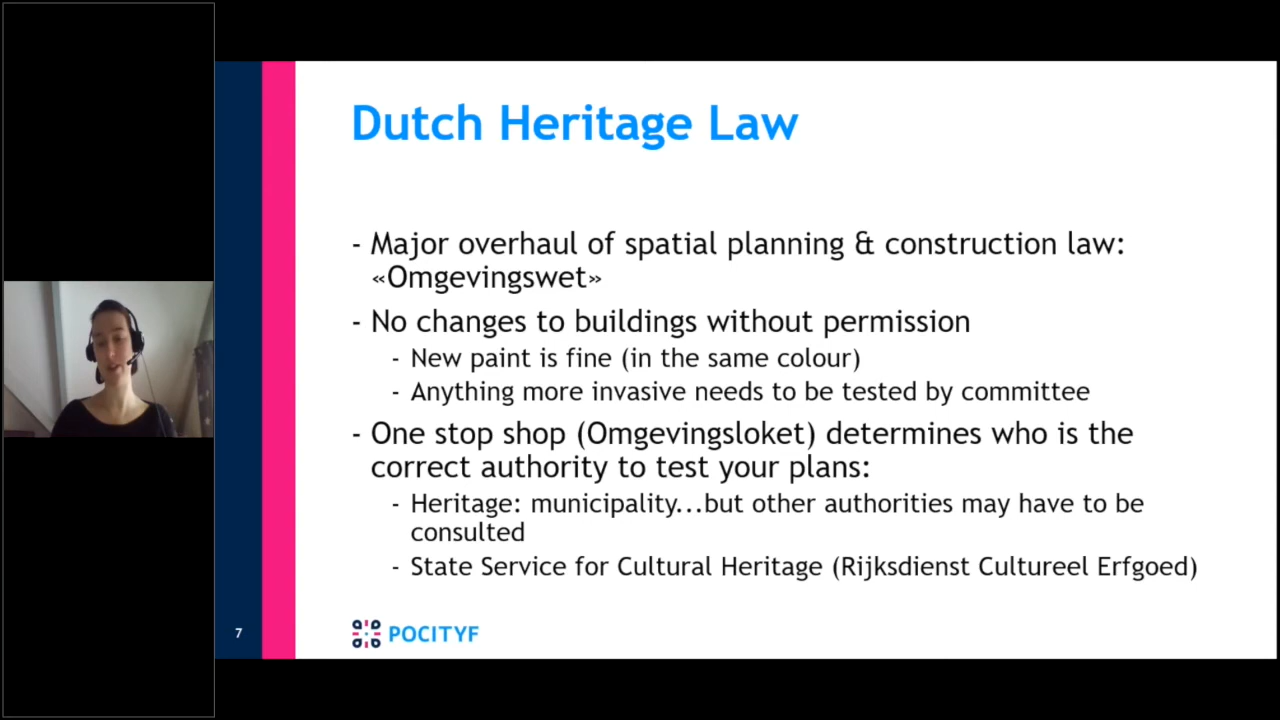 Dutch Heritage Law
- Major overhaul of spatial planning & construction law:
«Omgevingswet»
- No changes to buildings without permission
- New paint is fine (in the same colour)
- Anything more invasive needs to be tested by committee
- One stop shop (Omgevingsloket) determines who is the
correct authority to test your plans:
- Heritage: municipality...but other authorities may have to be
consulted
- State Service for Cultural Heritage (Rijksdienst Cultureel Erfgoed)
7
POCITYF